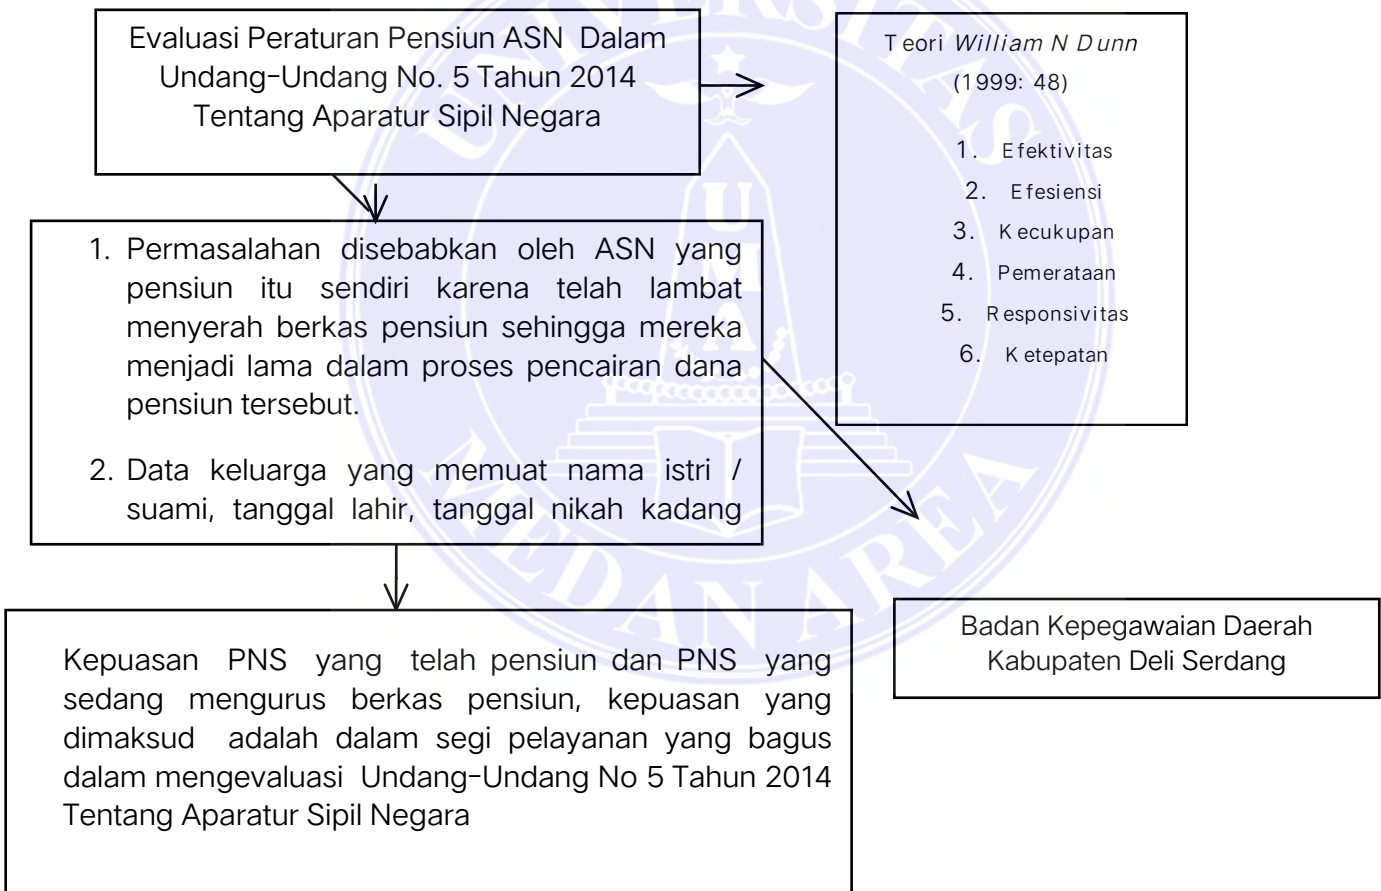 Evaluasi Peraturan Pensiun ASN Dalam
Undang-Undang No. 5 Tahun 2014
Tentang Aparatur Sipil Negara
Teori William N Dunn
(1999: 48)
1. Efektivitas
2. Efesiensi
3. Kecukupan
4. Pemerataan
5. Responsivitas
6. Ketepatan
1. Permasalahan disebabkan oleh ASN yang
pensiun itu sendiri karena telah lambat
menyerah berkas pensiun sehingga mereka
menjadi lama dalam proses pencairan dana
pensiun tersebut.
2. Data keluarga yang memuat nama istri /
suami, tanggal lahir, tanggal nikah kadang
Badan Kepegawaian Daerah
Kabupaten Deli Serdang
Kepuasan PNS yang telah pensiun dan PNS yang
sedang mengurus berkas pensiun, kepuasan yang
dimaksud adalah dalam segi pelayanan yang bagus
dalam mengevaluasi Undang-Undang No 5 Tahun 2014
Tentang Aparatur Sipil Negara
UNIVERSITAS
UMA
MEDAN AREA